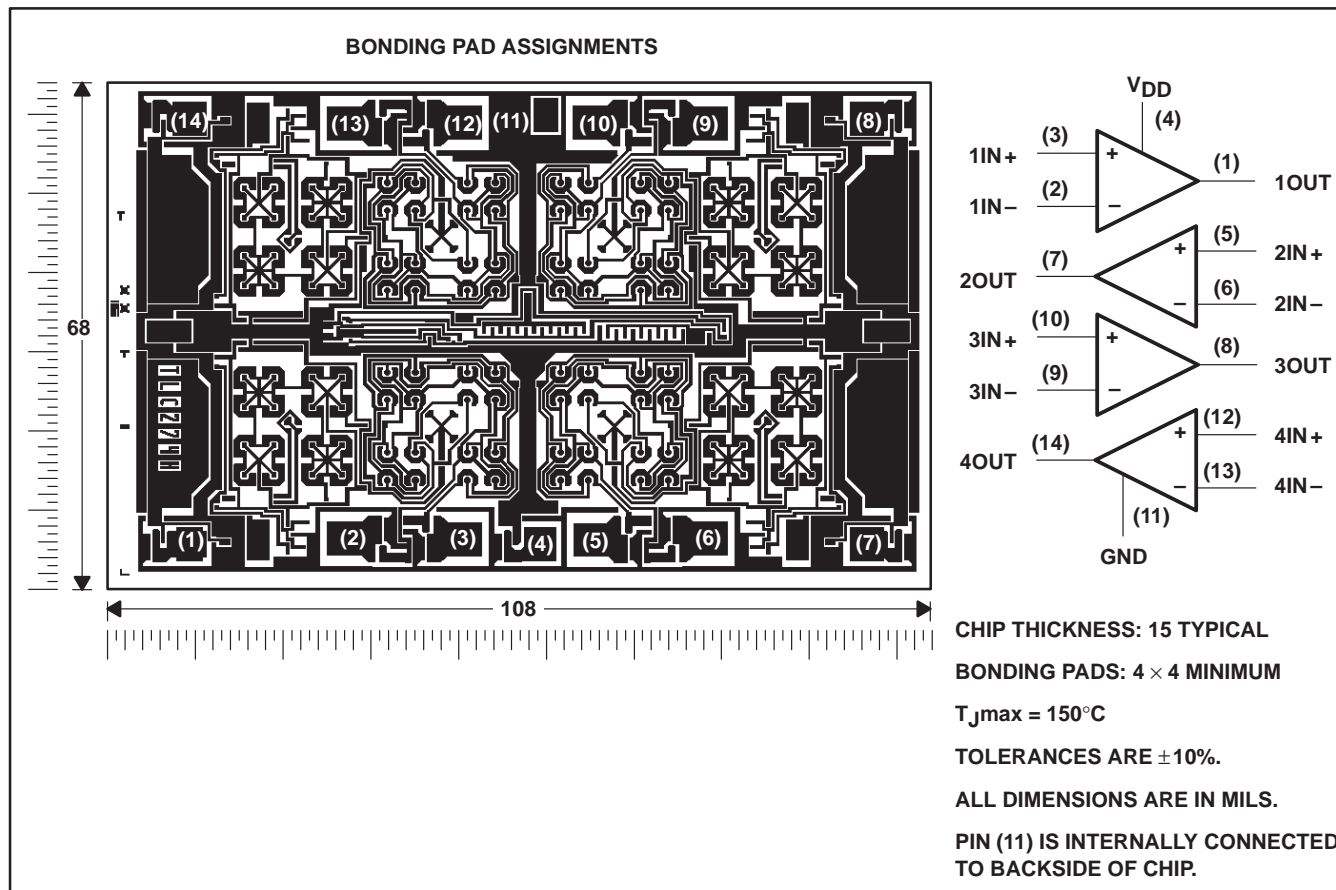 BONDING PAD ASSIGNMENTS
(14)
(13)
(12)
(11)
(10)
(9)
(8)
68
(1)
(2)
(3)
(4)
(5)
(6)
(7)
108
VDD
(4)
(3)
1IN+
+
(1)
1OUT
(2)
1IN−
−
(5)
2IN+
+
(7)
2OUT
(6)
2IN−
−
(10)
3IN+
+
(8)
3OUT
(9)
3IN−
−
(12)
4IN+
+
(14)
4OUT
(13)
4IN−
−
(11)
GND
CHIP THICKNESS: 15 TYPICAL
BONDING PADS: 4 × 4 MINIMUM
TJmax = 150°C
TOLERANCES ARE ±10%.
ALL DIMENSIONS ARE IN MILS.
PIN (11) IS INTERNALLY CONNECTED
TO BACKSIDE OF CHIP.